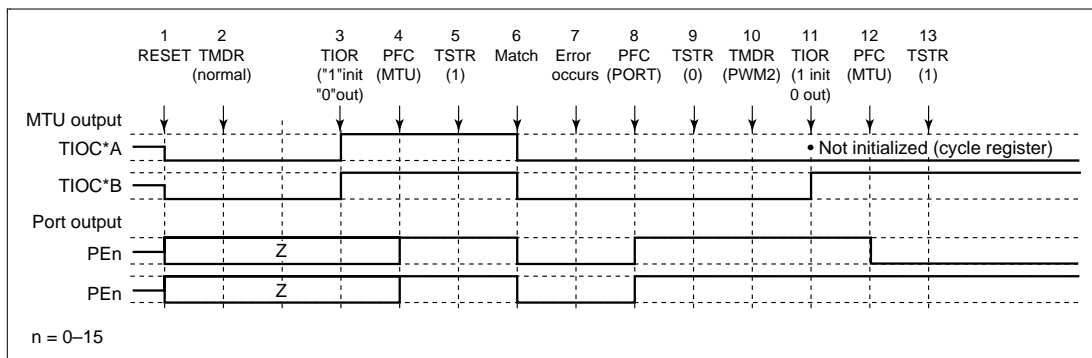 1 2 3 4 5 6 7 8 9 10 11 12 13
RESET TMDR TIOR PFC TSTR Match Error PFC TSTR TMDR TIOR PFC TSTR
(normal) ("1"init (MTU) (1) occurs (PORT) (0) (PWM2) (1 init (MTU) (1)
"0"out) 0 out)
MTU output
TIOC*A • Not initialized (cycle register)
TIOC*B
Port output
PEn Z
PEn Z
n = 0–15